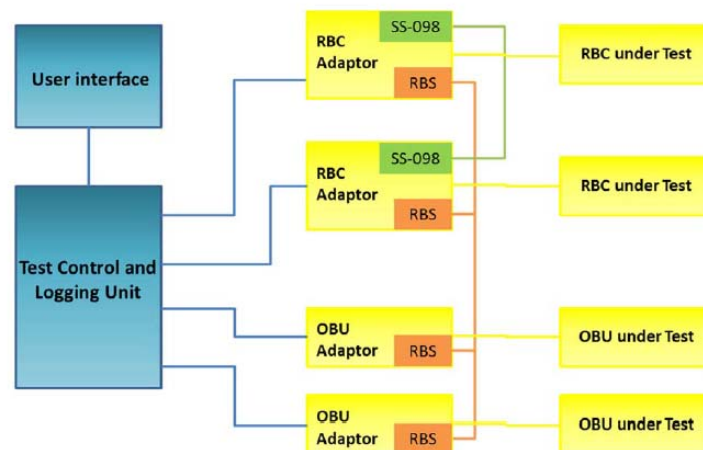 User interface
Test Control and
Logging Unit
SS-098
RBC
Adaptor
RBS
RBC under Test
SS-098
RBC
Adaptor
RBS
RBC under Test
OBU
Adaptor
RBS
OBU under Test
OBU
Adaptor
RBS
OBU under Test